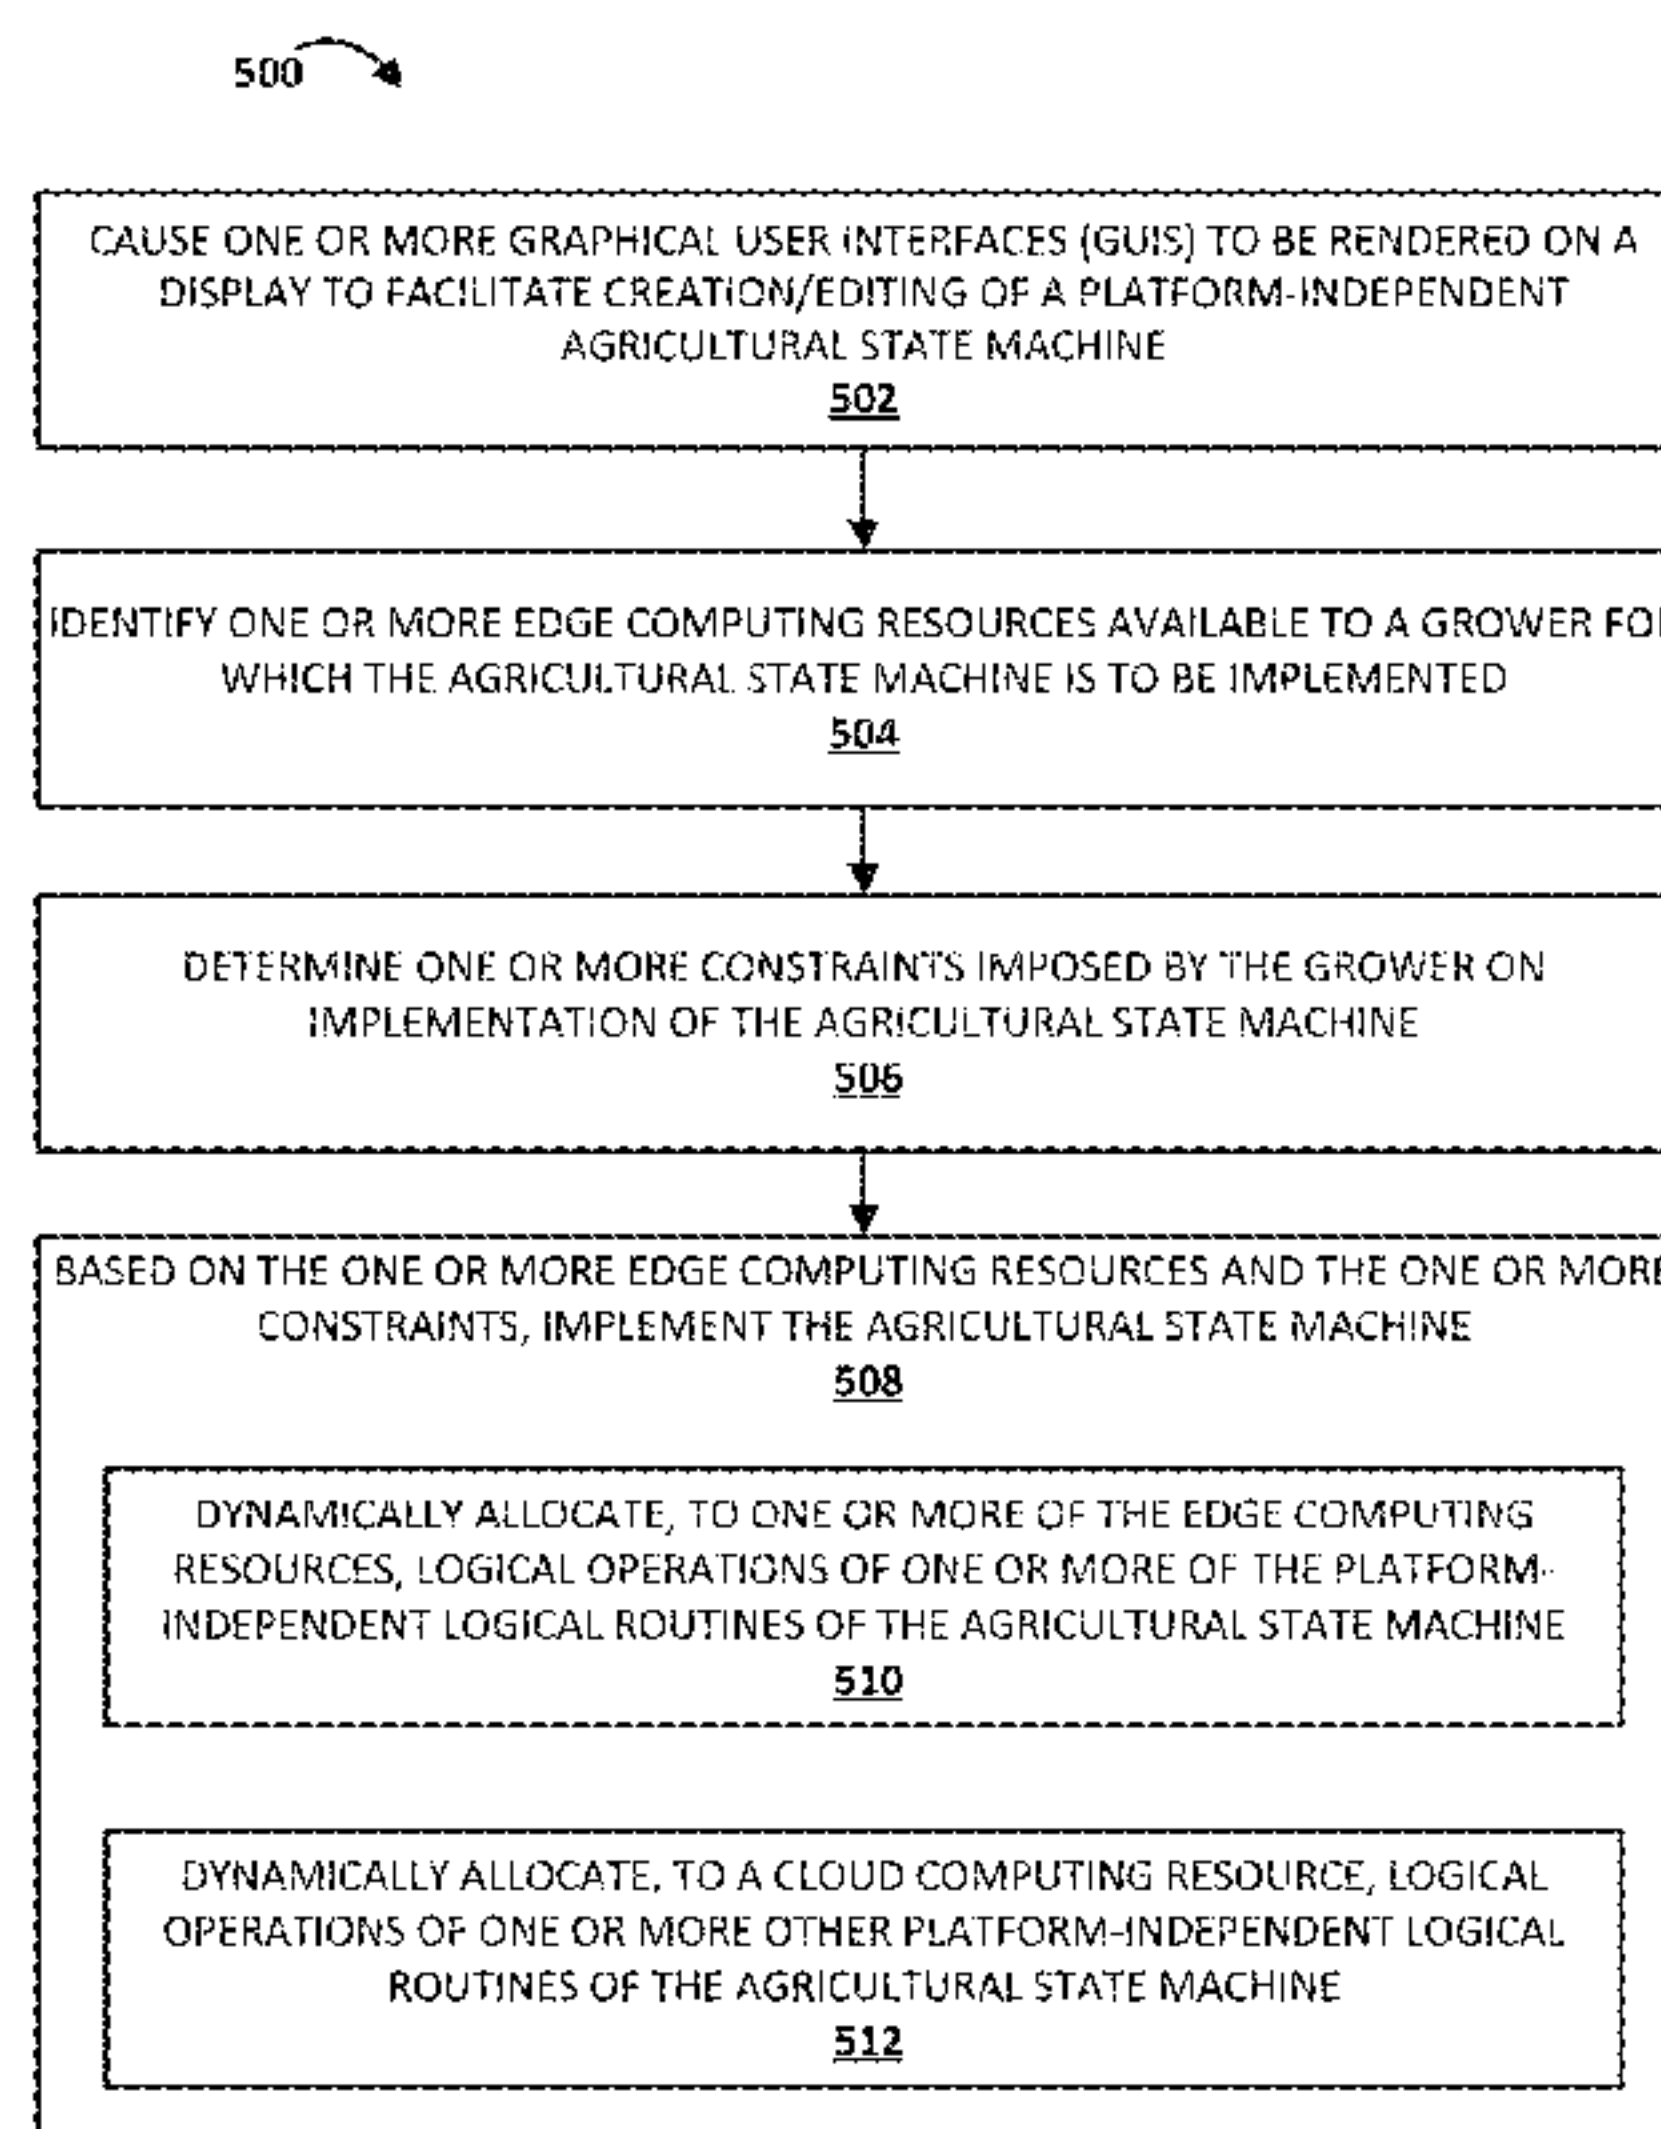 500
CAUSE ONE OR MORE GRAPHICAL USER INTERFACES (GUIS) TO BE RENDERED ON A
DISPLAY TO FACILITATE CREATION/EDITING OF A PLATFORM-INDEPENDENT
AGRICULTURAL STATE MACHINE
502
IDENTIFY ONE OR MORE EDGE COMPUTING RESOURCES AVAILABLE TO A GROWER
WHICH THE AGRICULTURAL STATE MACHINE IS TO BE IMPLEMENTED
504
DETERMINE ONE OR MORE CONSTRAINTS IMPOSED BY THE GROWER ON
IMPLEMENTATION OF THE AGRICULTURAL STATE MACHINE
506
BASED ON THE ONE OR MORE EDGE COMPUTING RESOURCES AND THE ONE OR MORE
CONSTRAINTS, IMPLEMENT THE AGRICULTURAL STATE MACHINE
508
DYNAMICALLY ALLOCATE, TO ONE OR MORE OF THE EDGE COMPUTING
RESOURCES, LOGICAL OPERATIONS OF ONE OR MORE OF THE PLATFORM-
INDEPENDENT LOGICAL ROUTINES OF THE AGRICULTURAL STATE MACHINE
510
DYNAMICALLY ALLOCATE, TO A CLOUD COMPUTING RESOURCE, LOGICAL
OPERATIONS OF ONE OR MORE OTHER PLATFORM-INDEPENDENT LOGICAL
ROUTINES OF THE AGRICULTURAL STATE MACHINE
512